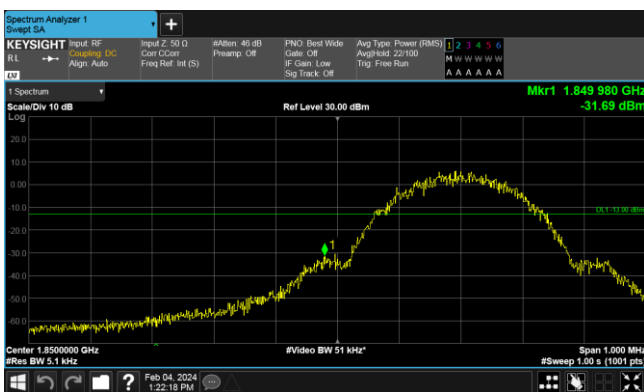 Spectrum Analyzer 1
Swept SA
KEYSIGHT
RL
Input: RF
Coupling: DC
Align: Auto
Input Z: 50 Ω
Corr CCorr
Freq Ref: Int (S)
#Atten: 46 dB
Preamp: Off
PNO: Best Wide
Gate: Off
IF Gain: Low
Sig Track: Off
Avg Type: Power (RMS)
Avg|Hold: 22/100
Trig: Free Run
1 2 3 4 5 6
M W W W W W
A A A A A A
1 Spectrum
Mkr1 1.849 980 GHz
Scale/Div 10 dB
Ref Level 30.00 dBm
-31.69 dBm
Log
20.0
10.0
0.00
-10.0
DL1 -13.00 dBm
-20.0
1
-30.0
-40.0
-50.0
-60.0
Center 1.8500000 GHz
#Video BW 51 kHz*
Span 1.000 MHz
#Res BW 5.1 kHz
#Sweep 1.00 s (1001 pts)
Feb 04, 2024
1:22:18 PM